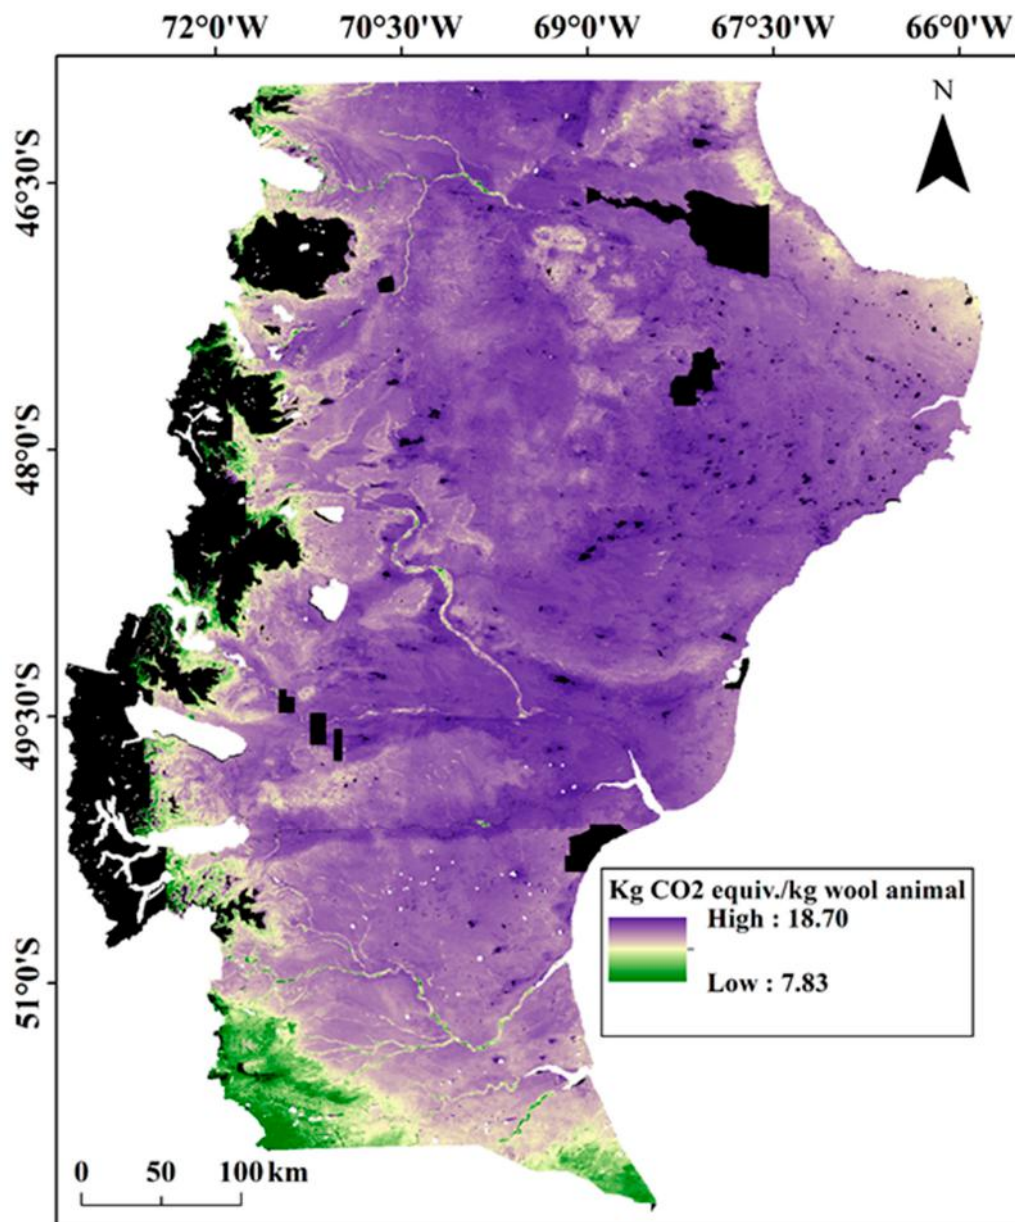 72°0'W 70°30'W 69°0'W 67°30'W 66°0'W
N
46°30'S
48°0'S
49°30'S
51°0'S
Kg CO2 equiv./kg wool animal
High : 18.70
Low : 7.83
0 50 100 km